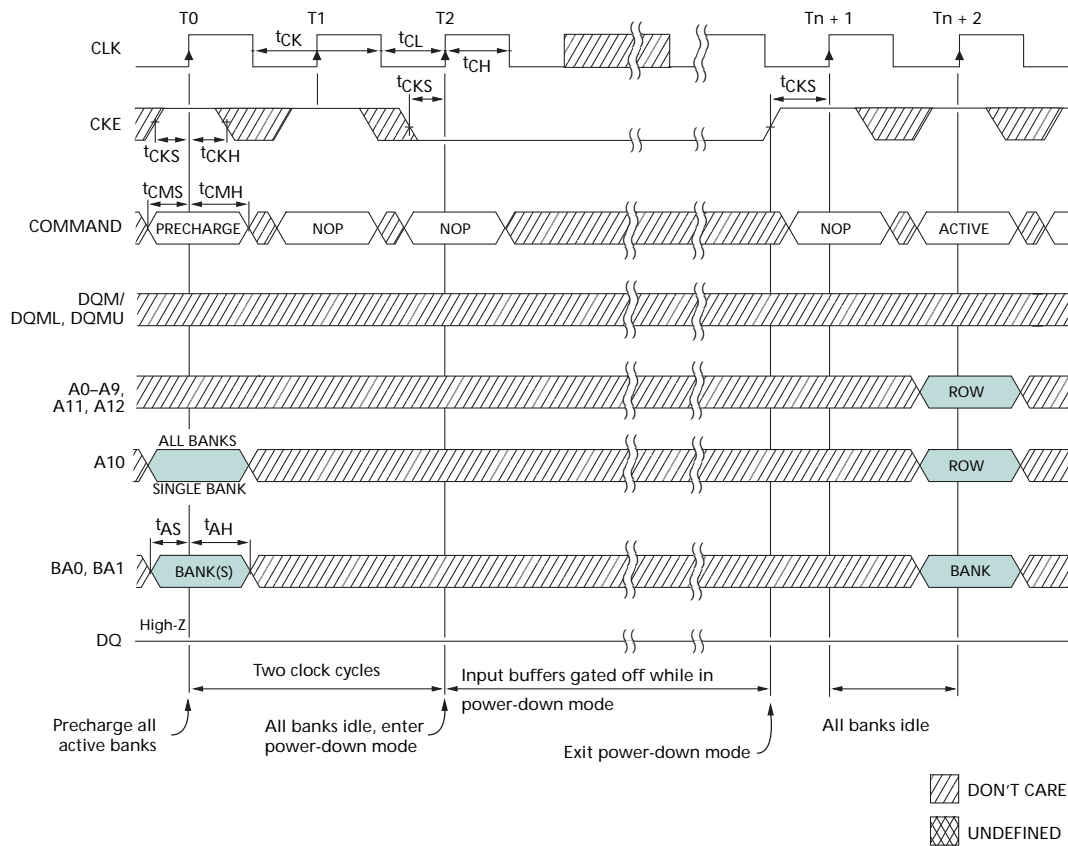 T0 T1 T2 Tn + 1 Tn + 2
CLK
tCK tCL tCH
CKE
tCKS tCKH tCKS tCKS
tCMS tCMH
COMMAND PRECHARGE NOP NOP NOP ACTIVE
DQM/
DQML, DQMU
A0–A9,
A11, A12
ROW
ALL BANKS
A10 ROW
SINGLE BANK
tAS tAH
BA0, BA1 BANK(S) BANK
High-Z
DQ
Two clock cycles
Input buffers gated off while in
power-down mode
Precharge all
active banks
All banks idle, enter
power-down mode
Exit power-down mode
All banks idle
DON'T CARE
UNDEFINED